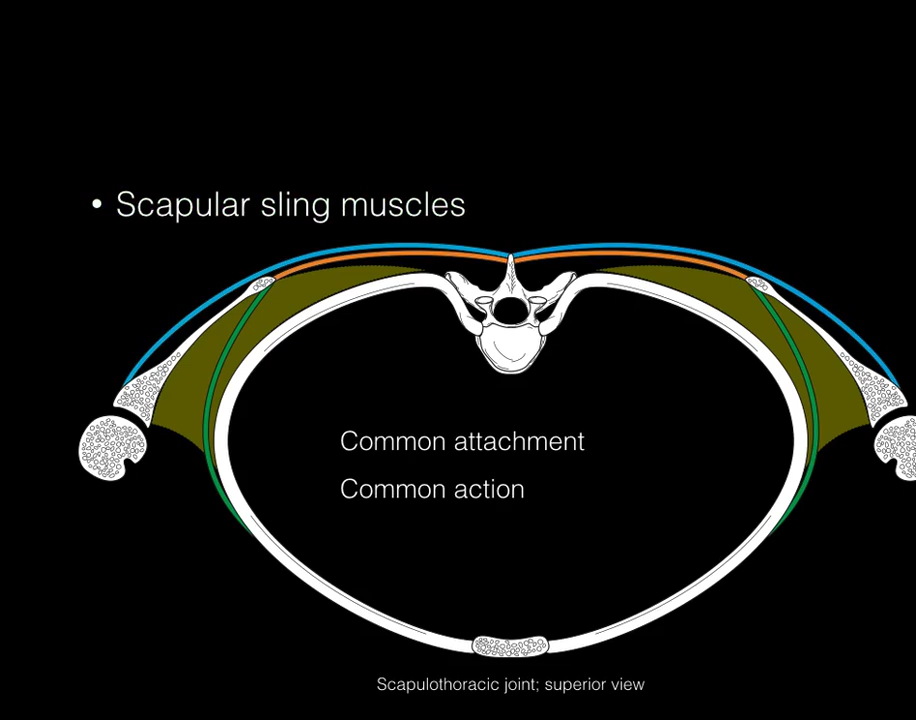 • Scapular sling muscles
Common attachment
Common action
Scapulothoracic joint; superior view